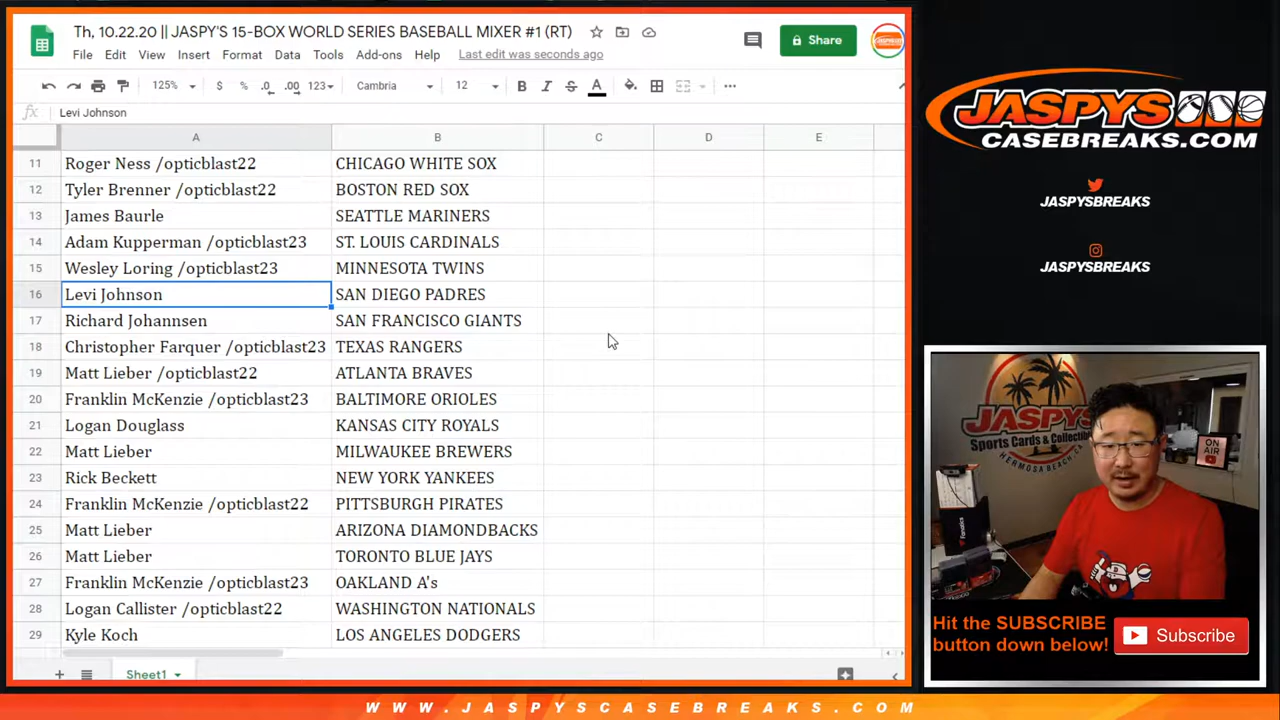 Th, 10.22.20 || JASPY'S 15-BOX WORLD SERIES BASEBALL MIXER #1 (RT)
File Edit View Insert Format Data Tools Add-ons Help Last edit was seconds ago
Share
125% $ % .0 .00 123 Cambria 12 B I S A
fx Levi Johnson
A B C D E
11 Roger Ness /opticblast22 CHICAGO WHITE SOX
12 Tyler Brenner /opticblast22 BOSTON RED SOX
13 James Baurle SEATTLE MARINERS
14 Adam Kupperman /opticblast23 ST. LOUIS CARDINALS
15 Wesley Loring /opticblast23 MINNESOTA TWINS
16 Levi Johnson SAN DIEGO PADRES
17 Richard Johannsen SAN FRANCISCO GIANTS
18 Christopher Farquer /opticblast23 TEXAS RANGERS
19 Matt Lieber /opticblast22 ATLANTA BRAVES
20 Franklin McKenzie /opticblast23 BALTIMORE ORIOLES
21 Logan Douglass KANSAS CITY ROYALS
22 Matt Lieber MILWAUKEE BREWERS
23 Rick Beckett NEW YORK YANKEES
24 Franklin McKenzie /opticblast22 PITTSBURGH PIRATES
25 Matt Lieber ARIZONA DIAMONDBACKS
26 Matt Lieber TORONTO BLUE JAYS
27 Franklin McKenzie /opticblast23 OAKLAND A's
28 Logan Callister /opticblast22 WASHINGTON NATIONALS
29 Kyle Koch LOS ANGELES DODGERS
Sheet1
JASPYS
CASEBREAKS.COM
JASPYSBREAKS
JASPYSBREAKS
JASPYS
Sports Cards & Collectibles
HERMOSA BEACH, CA
ON AIR
Fanatics
Hit the SUBSCRIBE
button down below!
Subscribe
WWW.JASPYSCASEBREAKS.COM